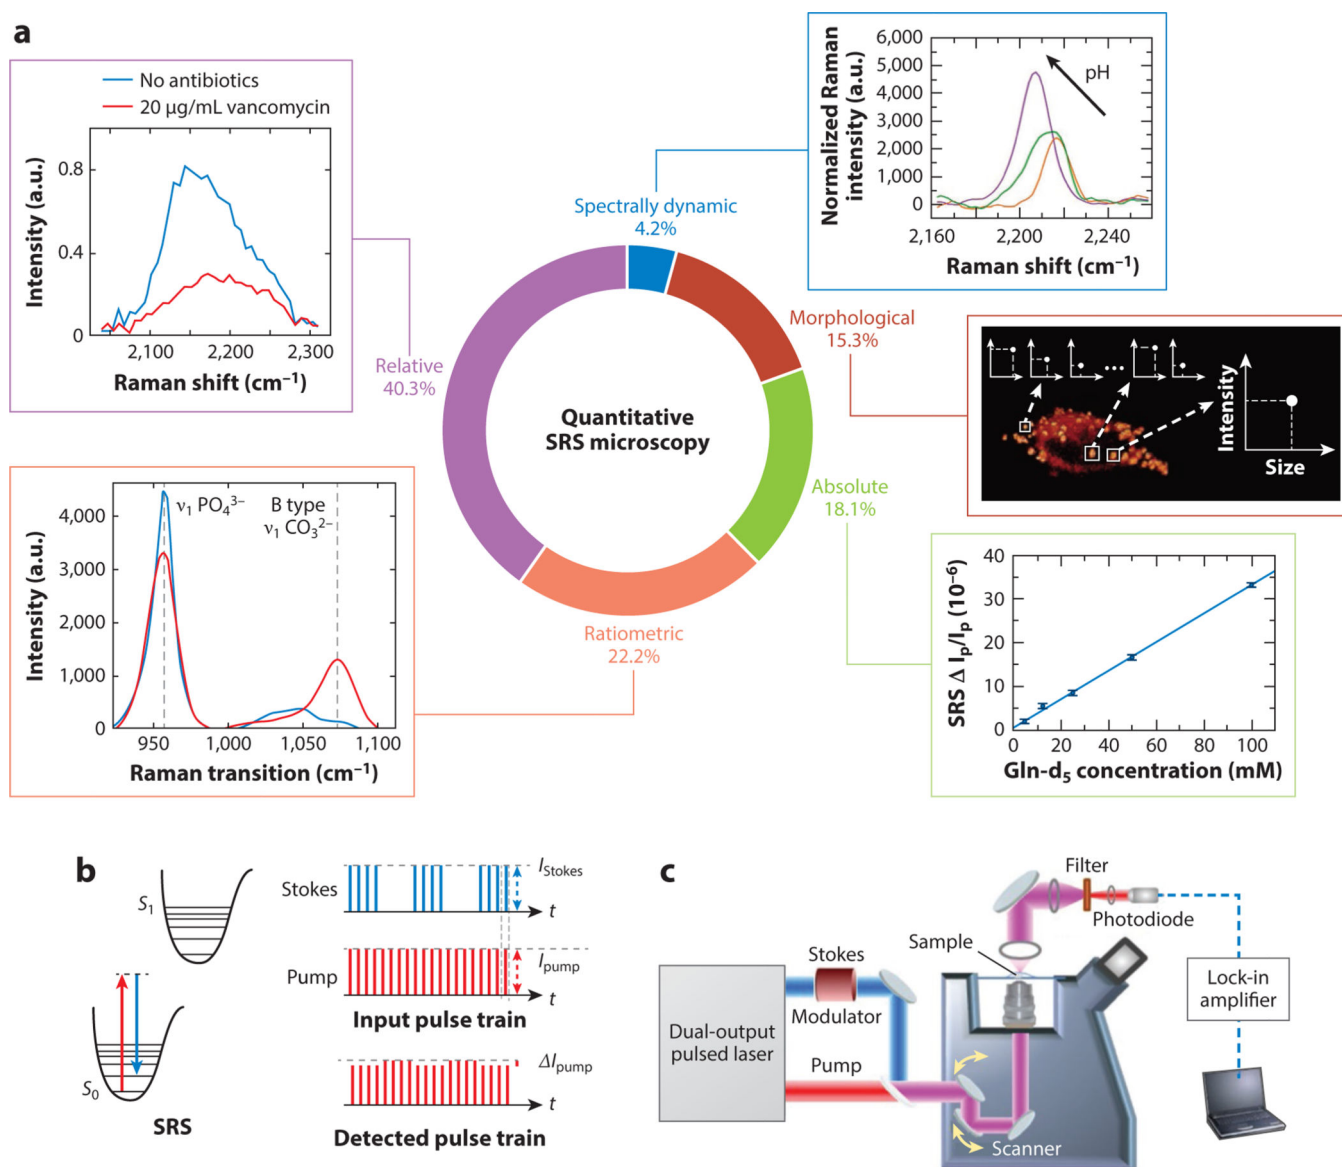 a
No antibiotics
20 µg/mL vancomycin
Intensity (a.u.)
0.8
0.4
0
2,100
2,200
2,300
Raman shift (cm⁻¹)
Relative
40.3%
Spectrally dynamic
4.2%
Normalized Raman
intensity (a.u.)
6,000
5,000
4,000
3,000
2,000
1,000
0
pH
2,160
2,200
2,240
Raman shift (cm⁻¹)
Morphological
15.3%
Intensity
Size
Quantitative
SRS microscopy
Absolute
18.1%
SRS Δ Iₚ/Iₚ (10⁻⁶)
40
30
20
10
0
0
20
40
60
80
100
Gln-d₅ concentration (mM)
Ratiometric
22.2%
Intensity (a.u.)
4,000
3,000
2,000
1,000
0
ν₁ PO₄³⁻
B type
ν₁ CO₃²⁻
950
1,000
1,050
1,100
Raman transition (cm⁻¹)
b
S₁
S₀
SRS
Stokes
I_Stokes
t
Pump
I_pump
t
Input pulse train
ΔI_pump
t
Detected pulse train
c
Filter
Photodiode
Sample
Stokes
Modulator
Lock-in
amplifier
Dual-output
pulsed laser
Pump
Scanner